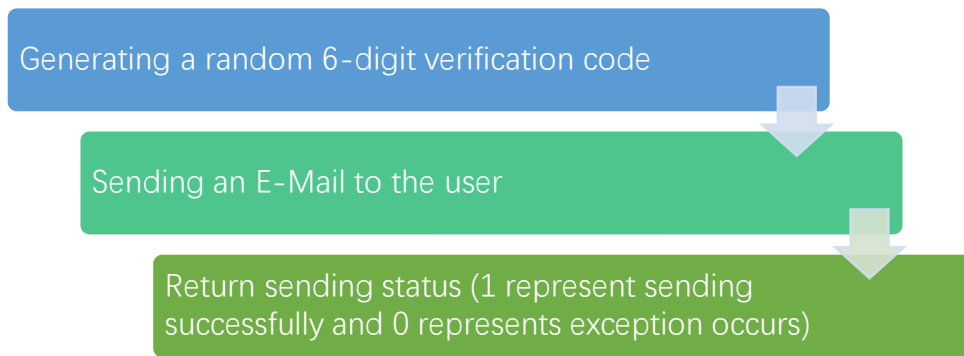 Generating a random 6-digit verification code
Sending an E-Mail to the user
Return sending status (1 represent sending
successfully and 0 represents exception occurs)